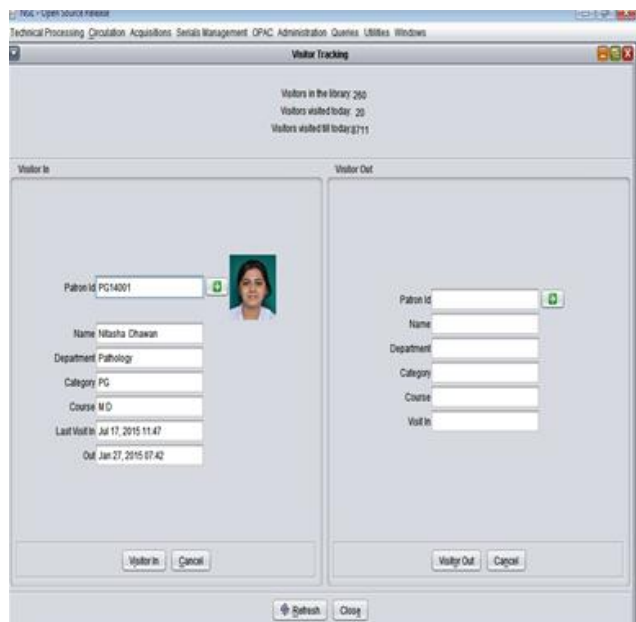 NGL - Open Source Release
Technical Processing Circulation Acquisitions Serials Management OPAC Administration Queries Utilities Windows
Visitor Tracking
Visitors in the library: 260
Visitors visited today: 20
Visitors visited till today: 8711
Visitor In
Patron Id PG14001
Name Nitasha Dhawan
Department Pathology
Category PG
Course M D
Last Visit In Jul 17, 2015 11:47
Out Jan 27, 2015 07:42
Visitor In Cancel
Visitor Out
Patron Id
Name
Department
Category
Course
Visit In
Visitor Out Cancel
Refresh Close